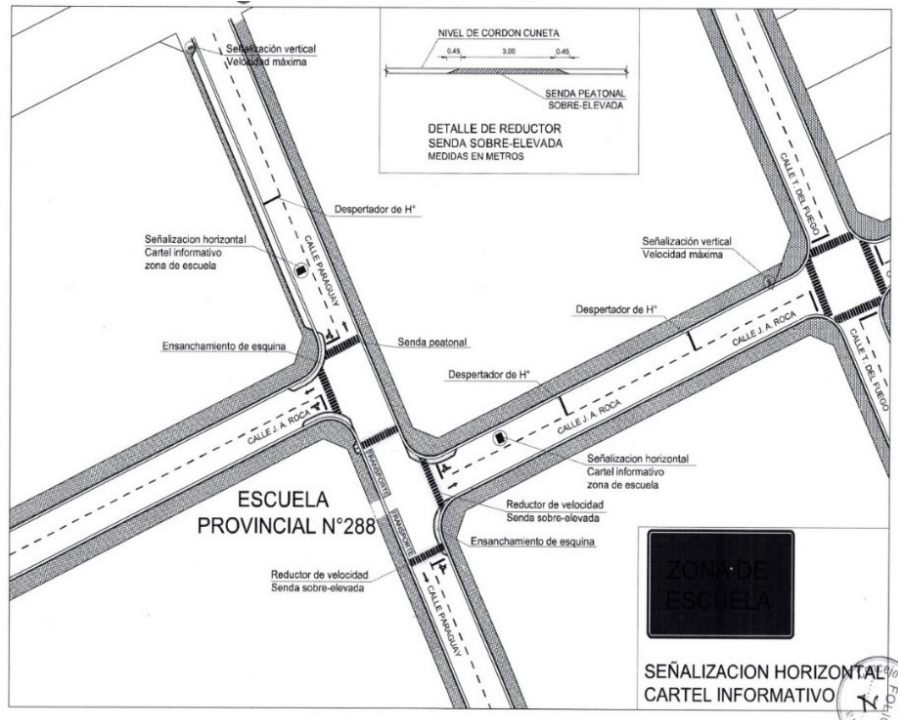 Señalización vertical
Velocidad máxima
NIVEL DE CORDON CUNETA
0.45 3.00 0.45
SENDA PEATONAL
SOBRE-ELEVADA
DETALLE DE REDUCTOR
SENDA SOBRE-ELEVADA
MEDIDAS EN METROS
CALLE T. DEL FUEGO
Despertador de H°
Señalizacion horizontal
Cartel informativo
zona de escuela
CALLE PARAGUAY
Señalización vertical
Velocidad máxima
Despertador de H°
CALLE J. A. ROCA
CALLE T. DEL FUEGO
Ensanchamiento de esquina
Senda peatonal
Despertador de H°
CALLE J. A. ROCA
CALLE J. A. ROCA
Señalización horizontal
Cartel informativo
zona de escuela
TRANSPORTE
ESCUELA
PROVINCIAL N°288
TRANSPORTE
Reductor de velocidad
Senda sobre-elevada
Ensanchamiento de esquina
Reductor de velocidad
Senda sobre-elevada
CALLE PARAGUAY
ZONA DE
ESCUELA
SEÑALIZACION HORIZONTAL
CARTEL INFORMATIVO